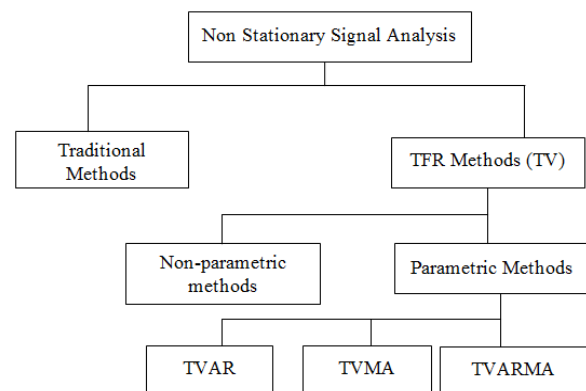 Non Stationary Signal Analysis
Traditional
Methods
TFR Methods (TV)
Non-parametric
methods
Parametric Methods
TVAR
TVMA
TVARMA